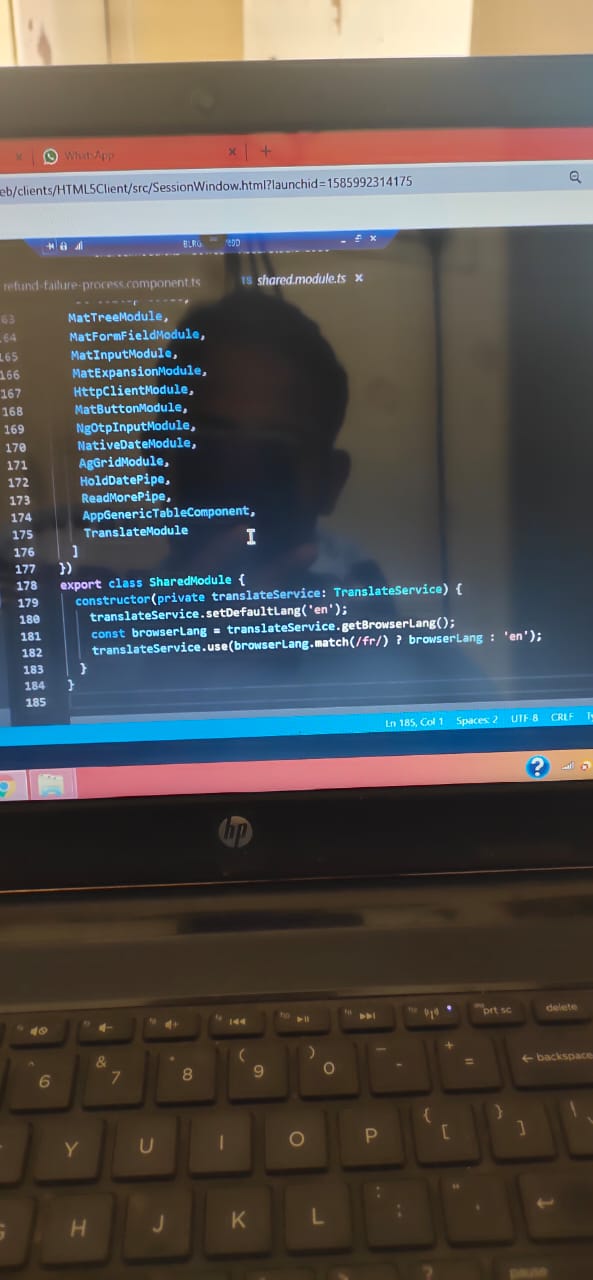 WhatsApp
eb/clients/HTML5Client/src/SessionWindow.html?launchid=1585992314175
BLRG
refund-failure-process.component.ts
TS shared.module.ts
63 MatTreeModule,
64 MatFormFieldModule,
165 MatInputModule,
166 MatExpansionModule,
167 HttpClientModule,
168 MatButtonModule,
169 NgOtpInputModule,
170 NativeDateModule,
171 AgGridModule,
172 HoldDatePipe,
173 ReadMorePipe,
174 AppGenericTableComponent,
175 TranslateModule
176 ]
177 })
178 export class SharedModule {
179 constructor(private translateService: TranslateService) {
180 translateService.setDefaultLang('en');
181 const browserLang = translateService.getBrowserLang();
182 translateService.use(browserLang.match(/fr/) ? browserLang : 'en');
183 }
184 }
185
Ln 185, Col 1 Spaces: 2 UTF-8 CRLF Ty
?
hp
prt sc delete
^ & * ( ) _ +
6 7 8 9 0 - = ← backspace
Y U I O P { [ } ] |
H J K L : ; " '
?
pause